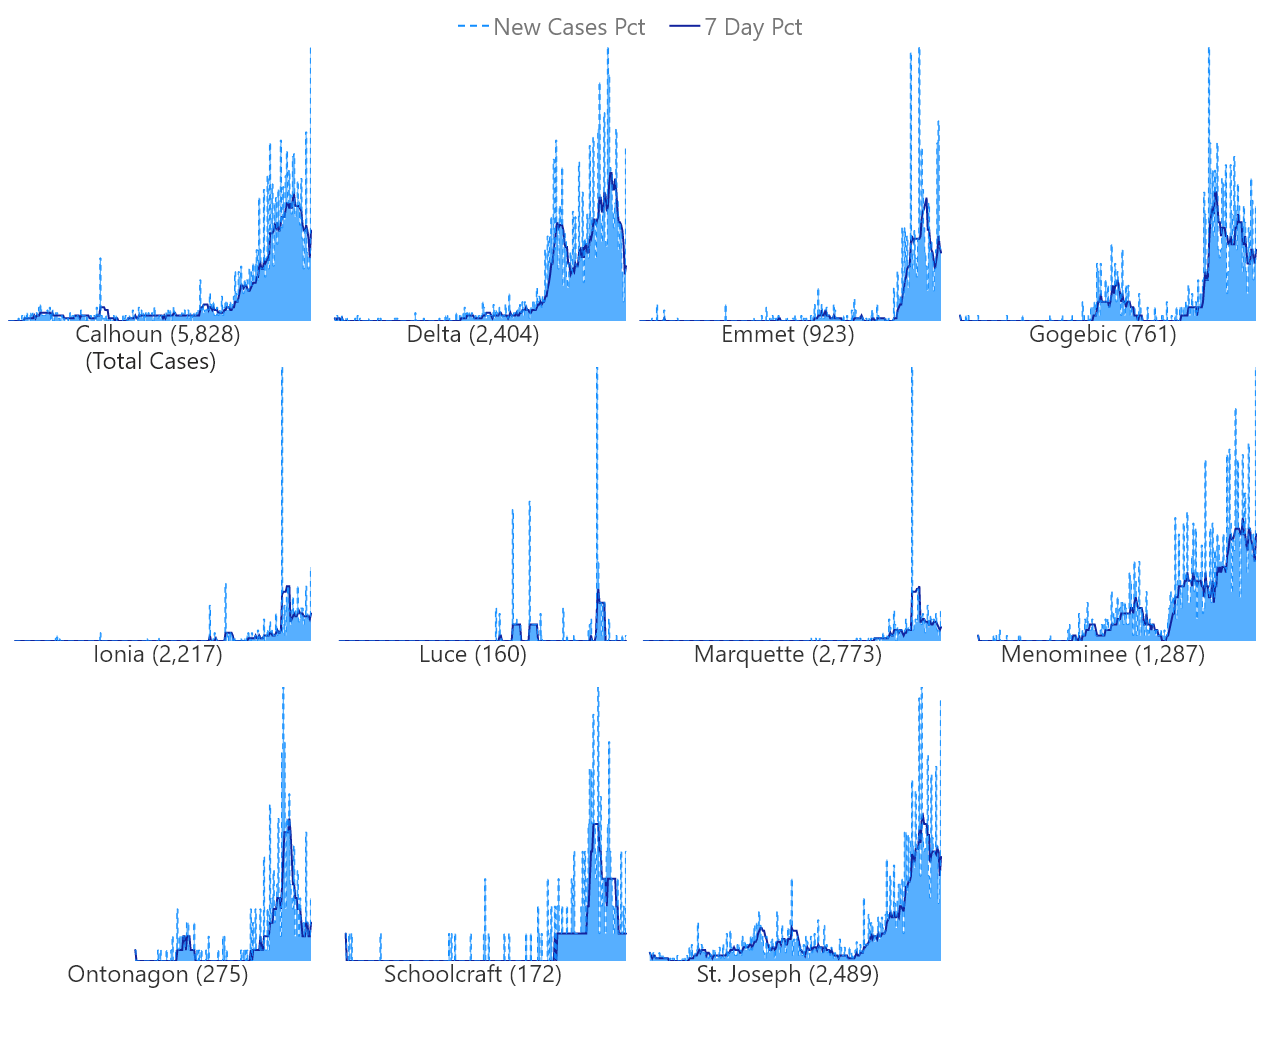 New Cases Pct 7 Day Pct
Calhoun (5,828) Delta (2,404) Emmet (923) Gogebic (761)
(Total Cases)
Ionia (2,217) Luce (160) Marquette (2,773) Menominee (1,287)
Ontonagon (275) Schoolcraft (172) St. Joseph (2,489)